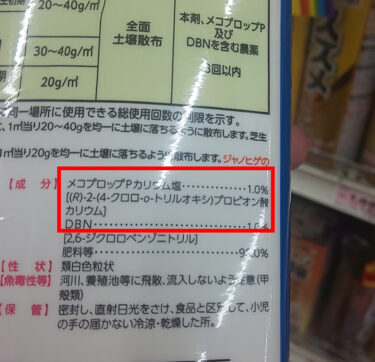 20~40g/㎡
30~40g/㎡
20g/㎡
全面
土壌散布
本剤、メコプロップP
及び
DBNを含む農薬
回以内
同一場所に使用できる総使用回数の制限を示す。
1㎡当り20~40gを均一に土壌に落ちるように散布します。芝生
1㎡当り20gを均一に土壌に落ちるように散布します。ジャノヒゲの
【成 分】メコプロップPカリウム塩············1.0%
[(R)-2-(4-クロロ-o-トリルオキシ)プロピオン酸
カリウム]
DBN
[2,6-ジクロロベンゾニトリル]
肥料等
【性 状】類白色粒状
【魚毒性等】河川、養殖池等に飛散、流入しないよう注意(甲
殻類)
【保 管】密封し、直射日光をさけ、食品と区別して、小児
の手の届かない冷涼・乾燥した所。